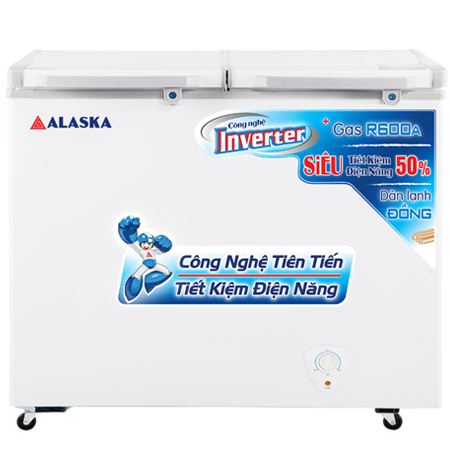 ALASKA
Công nghệ
Inverter
+ Gas R600A
SIÊU Tiết Kiệm
Điện Năng 50%
Dàn lạnh
ĐỒNG
Công Nghệ Tiên Tiến
Tiết Kiệm Điện Năng